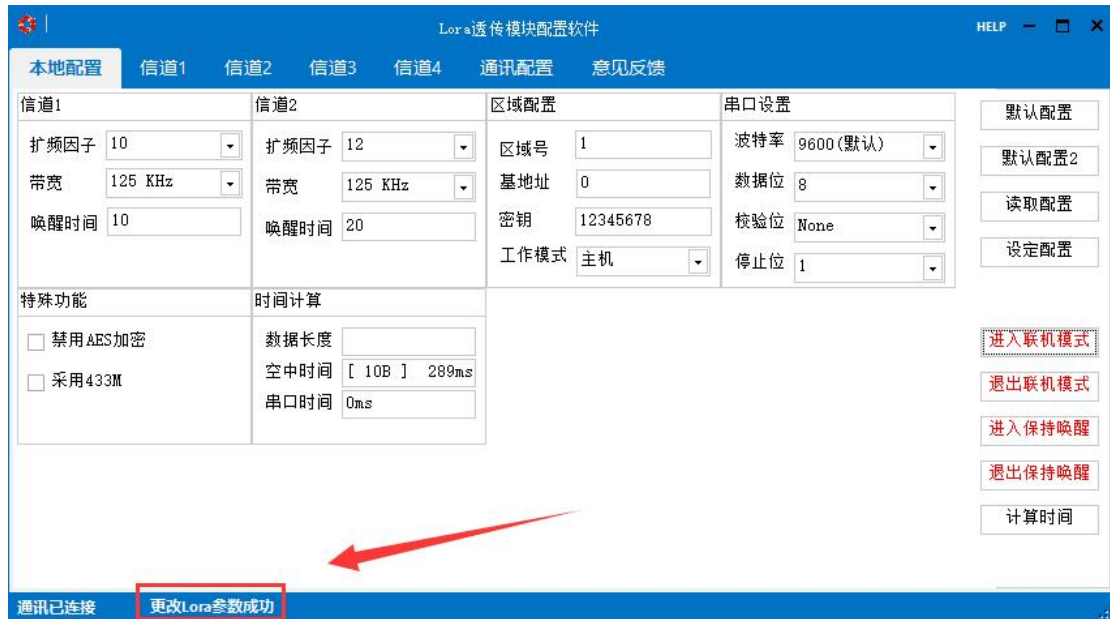 Lora透传模块配置软件
HELP
本地配置 信道1 信道2 信道3 信道4 通讯配置 意见反馈
信道1
扩频因子 10
带宽 125 KHz
唤醒时间 10
信道2
扩频因子 12
带宽 125 KHz
唤醒时间 20
区域配置
区域号 1
基地址 0
密钥 12345678
工作模式 主机
串口设置
波特率 9600(默认)
数据位 8
校验位 None
停止位 1
特殊功能
禁用AES加密
采用433M
时间计算
数据长度
空中时间 [ 10B ] 289ms
串口时间 0ms
默认配置
默认配置2
读取配置
设定配置
进入联机模式
退出联机模式
进入保持唤醒
退出保持唤醒
计算时间
通讯已连接 更改Lora参数成功